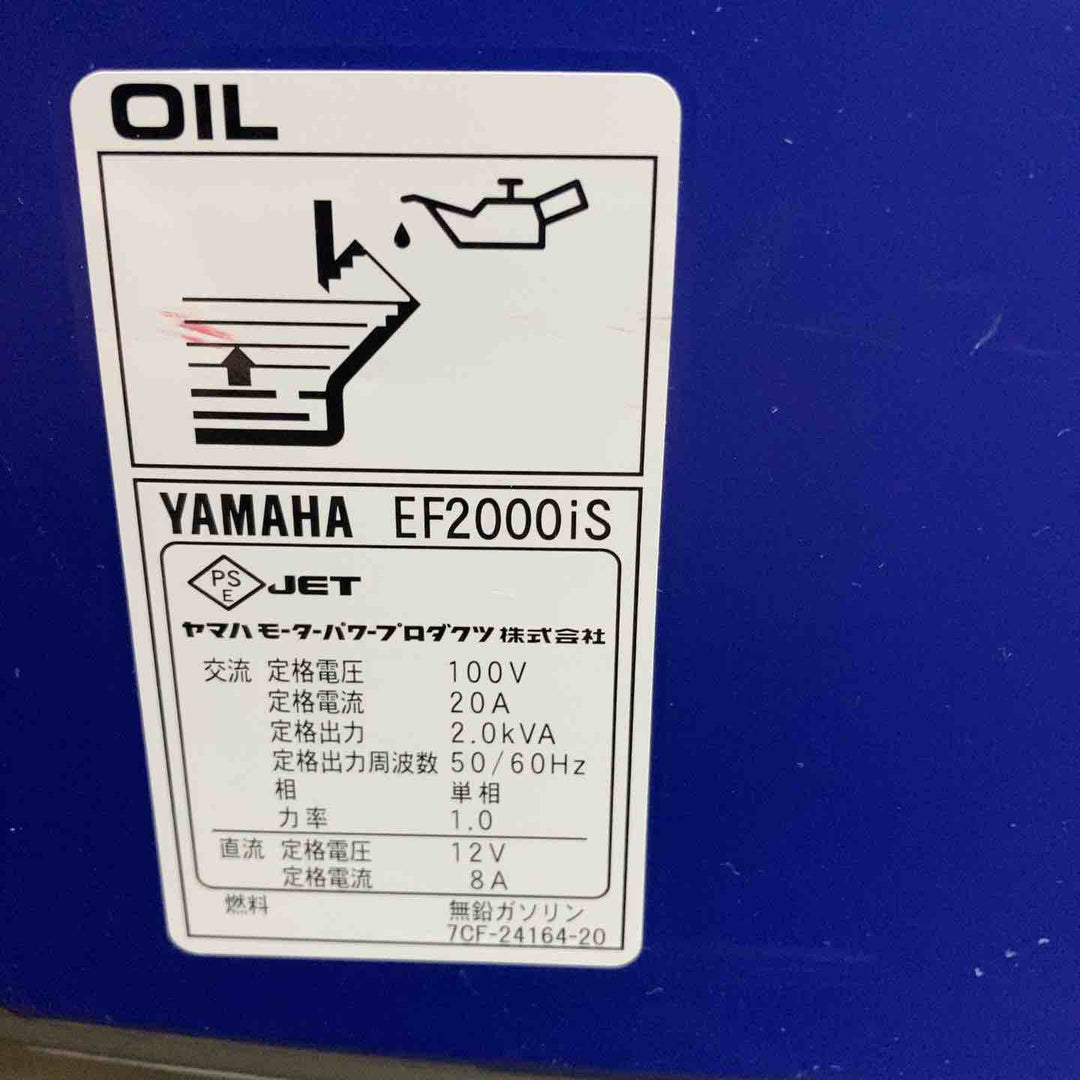 OIL
YAMAHA EF2000iS
PS
E
JET
ヤマハモーターパワープロダクツ株式会社
交流 定格電圧 100V
定格電流 20A
定格出力 2.0kVA
定格出力周波数 50/60Hz
相 単相
力率 1.0
直流 定格電圧 12V
定格電流 8A
燃料 無鉛ガソリン
7CF-24164-20